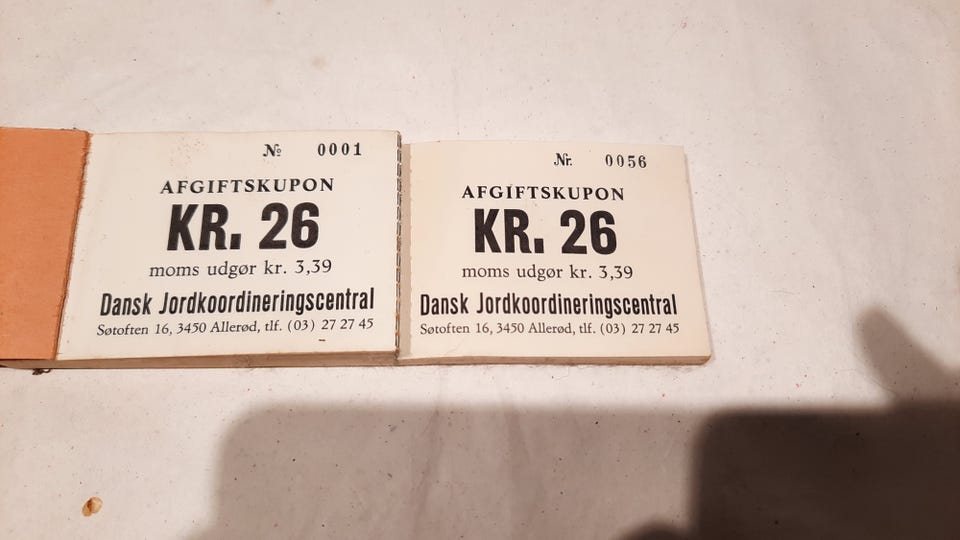 № 0001
AFGIFTSKUPON
KR. 26
moms udgør kr. 3,39
Dansk Jordkoordineringscentral
Søtoften 16, 3450 Allerød, tlf. (03) 27 27 45
Nr. 0056
AFGIFTSKUPON
KR. 26
moms udgør kr. 3,39
Dansk Jordkoordineringscentral
Søtoften 16, 3450 Allerød, tlf. (03) 27 27 45